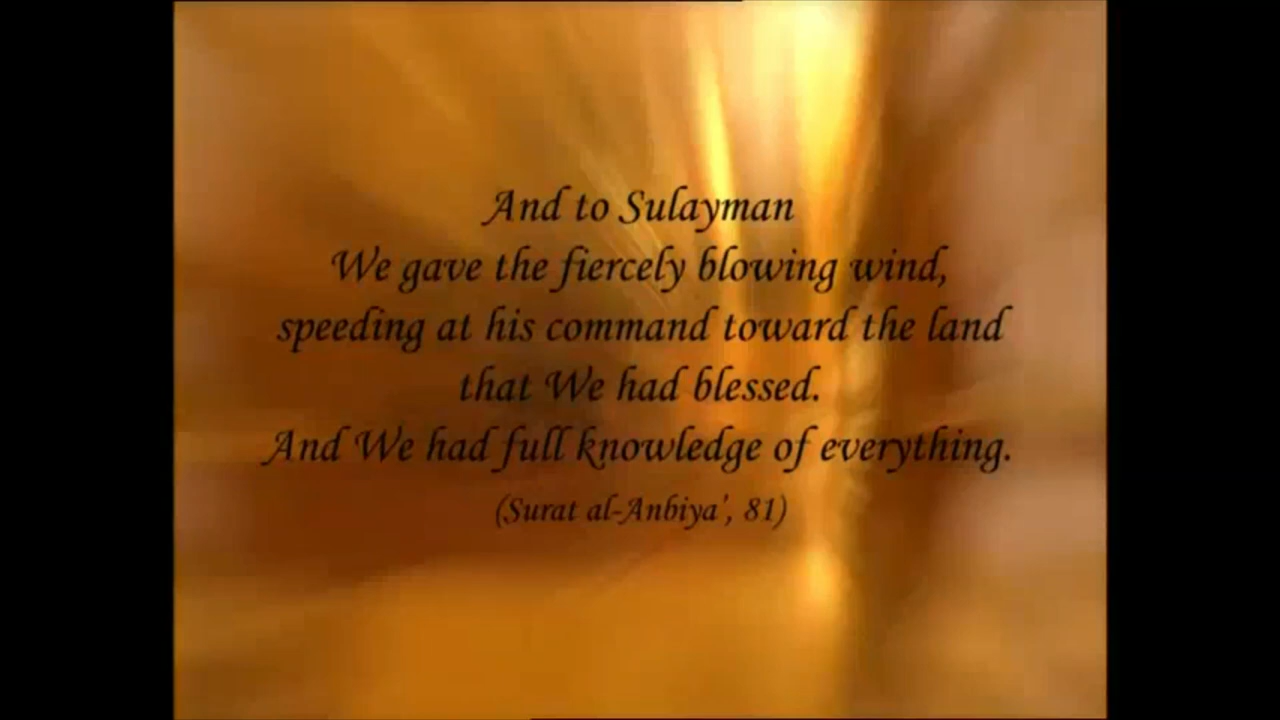 And to Sulayman
We gave the fiercely blowing wind,
speeding at his command toward the land
that We had blessed.
And We had full knowledge of everything.
(Surat al-Anbiya', 81)